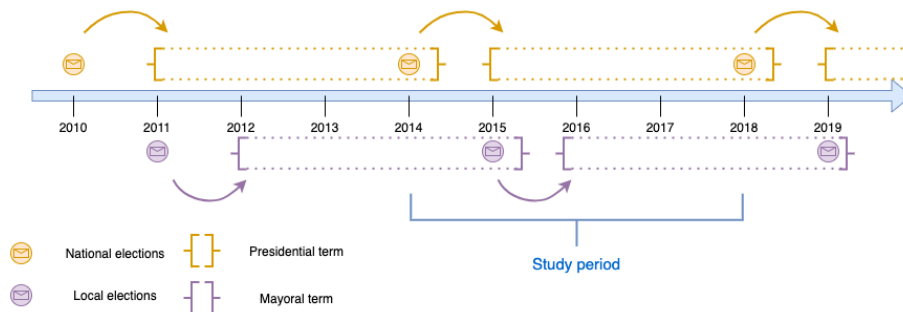 2010 2011 2012 2013 2014 2015 2016 2017 2018 2019
Study period
National elections Presidential term
Local elections Mayoral term